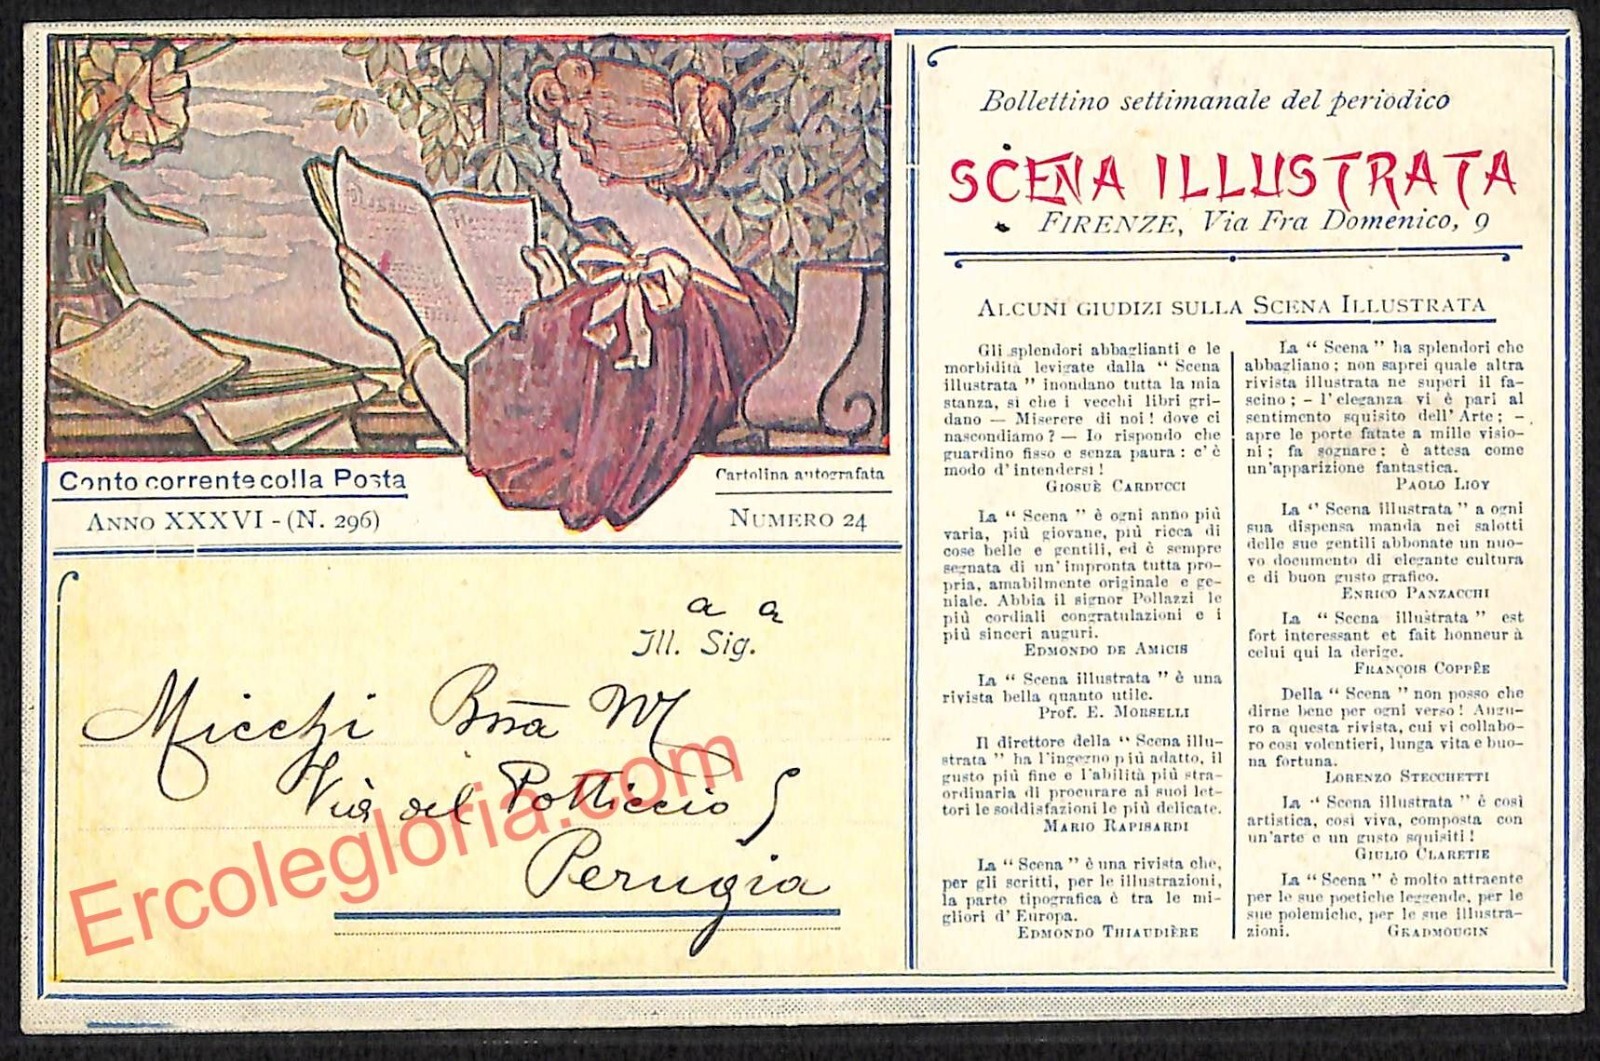 Conto corrente colla Posta
Cartolina autografata
ANNO XXXVI - (N. 296)
NUMERO 24
a a
Ill. Sig.
Micchi Bnā M
Via del Potticcio 5
Perugia
Ercolegloria.com
Bollettino settimanale del periodico
SCENA ILLUSTRATA
FIRENZE, Via Fra Domenico, 9
ALCUNI GIUDIZI SULLA SCENA ILLUSTRATA
Gli splendori abbaglianti e le
morbidità levigate dalla “ Scena
illustrata ” inondano tutta la mia
stanza, sì che i vecchi libri gri-
dano — Miserere di noi ! dove ci
nascondiamo ? — Io rispondo che
guardino fisso e senza paura : c'è
modo d'intendersi !
GIOSUÈ CARDUCCI
La “ Scena ” è ogni anno più
varia, più giovane, più ricca di
cose belle e gentili, ed è sempre
segnata di un'impronta tutta pro-
pria, amabilmente originale e ge-
niale. Abbia il signor Pollazzi le
più cordiali congratulazioni e i
più sinceri auguri.
EDMONDO DE AMICIS
La “ Scena illustrata ” è una
rivista bella quanto utile.
Prof. E. MORSELLI
Il direttore della “ Scena illu-
strata ” ha l'ingegno più adatto, il
gusto più fine e l'abilità più stra-
ordinaria di procurare ai suoi let-
tori le soddisfazioni le più delicate.
MARIO RAPISARDI
La “ Scena ” è una rivista che,
per gli scritti, per le illustrazioni,
la parte tipografica è tra le mi-
gliori d'Europa.
EDMONDO THIAUDIÈRE
La “ Scena ” ha splendori che
abbagliano ; non saprei quale altra
rivista illustrata ne superi il fa-
scino ; - l'eleganza vi è pari al
sentimento squisito dell'Arte ; -
apre le porte fatate a mille visio-
ni ; fa sognare ; è attesa come
un'apparizione fantastica.
PAOLO LIOY
La “ Scena illustrata ” a ogni
sua dispensa manda nei salotti
delle sue gentili abbonate un nuo-
vo documento di elegante cultura
e di buon gusto grafico.
ENRICO PANZACCHI
La “ Scena illustrata ” est
fort interessant et fait honneur à
celui qui la derige.
FRANÇOIS COPPÊE
Della “ Scena ” non posso che
dirne bene per ogni verso ! Augu-
ro a questa rivista, cui vi collabo-
ro così volentieri, lunga vita e buo-
na fortuna.
LORENZO STECCHETTI
La “ Scena illustrata ” è così
artistica, così viva, composta con
un'arte e un gusto squisiti !
GIULIO CLARETIE
La “ Scena ” è molto attraente
per le sue poetiche leggende, per le
sue polemiche, per le sue illustra-
zioni.
GRADMOUGIN